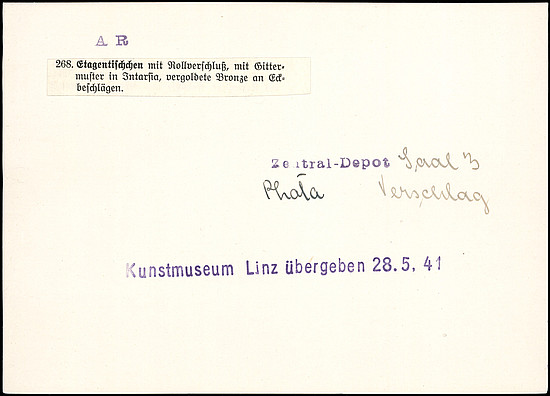 A R
268. Etagentischchen mit Rollverschluß, mit Gitter-
muster in Intarsia, vergoldete Bronze an Eck-
beschlägen.
Zentral-Depot Saal 3
Verschlag
Kunstmuseum Linz übergeben 28.5. 41